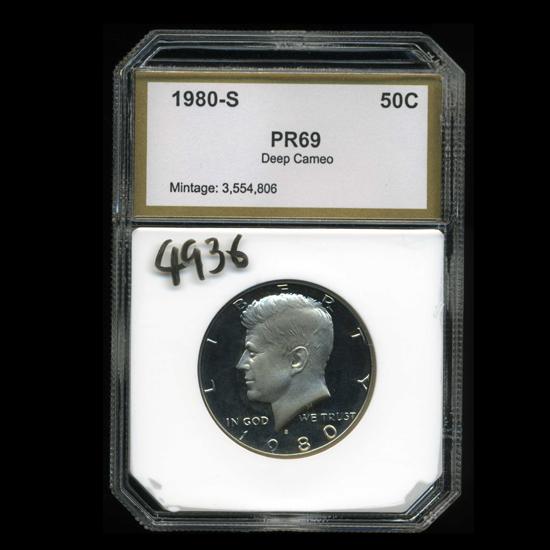 1980-S 50C
PR69
Deep Cameo
Mintage: 3,554,806
4936
LIBERTY
IN GOD WE TRUST
S
1980